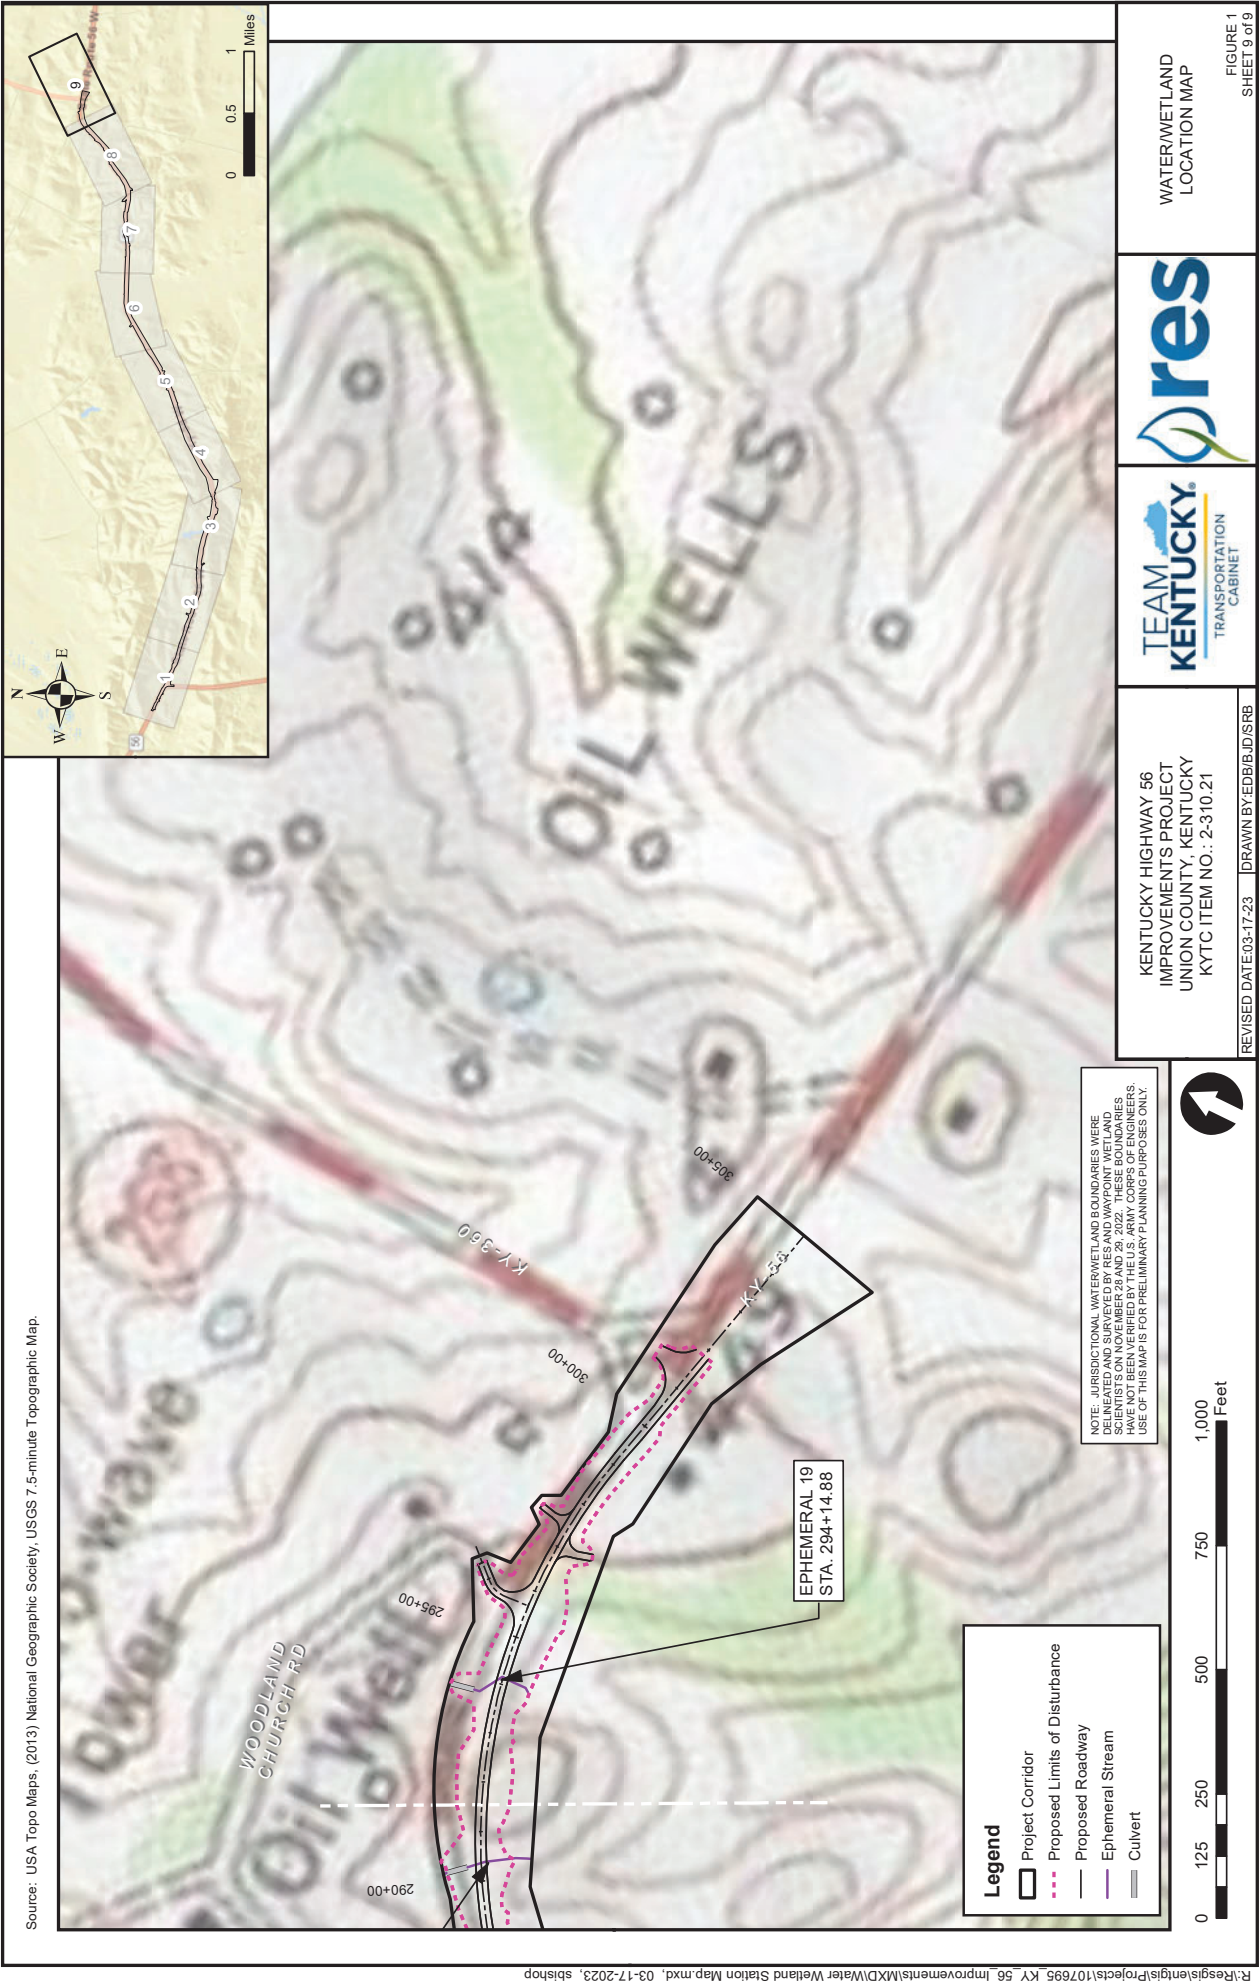 Source: USA Topo Maps, (2013) National Geographic Society, USGS 7.5-minute Topographic Map.
N
W
E
S
56
1
2
3
4
5
6
7
8
9
0 0.5 1
Miles
WOODLAND
CHURCH RD
Oil Well
OIL WELLS
KY-360
KY 56
290+00
295+00
300+00
305+00
EPHEMERAL 19
STA. 294+14.88
Legend
Project Corridor
Proposed Limits of Disturbance
Proposed Roadway
Ephemeral Stream
Culvert
NOTE: JURISDICTIONAL WATER/WETLAND BOUNDARIES WERE
DELINEATED AND SURVEYED BY RES AND WAYPOINT WETLAND
SCIENTISTS ON NOVEMBER 28 AND 29, 2022. THESE BOUNDARIES
HAVE NOT BEEN VERIFIED BY THE U.S. ARMY CORPS OF ENGINEERS.
USE OF THIS MAP IS FOR PRELIMINARY PLANNING PURPOSES ONLY.
0 125 250 500 750 1,000
Feet
KENTUCKY HIGHWAY 56
IMPROVEMENTS PROJECT
UNION COUNTY, KENTUCKY
KYTC ITEM NO.: 2-310.21
REVISED DATE:03-17-23 DRAWN BY:EDB/BJD/SRB
TEAM
KENTUCKY®
TRANSPORTATION
CABINET
res
WATER/WETLAND
LOCATION MAP
FIGURE 1
SHEET 9 of 9
R:\Resgis\entgis\Projects\107695_KY_56_Improvements\MXD\Water Wetland Station Map.mxd, 03-17-2023, sbishop